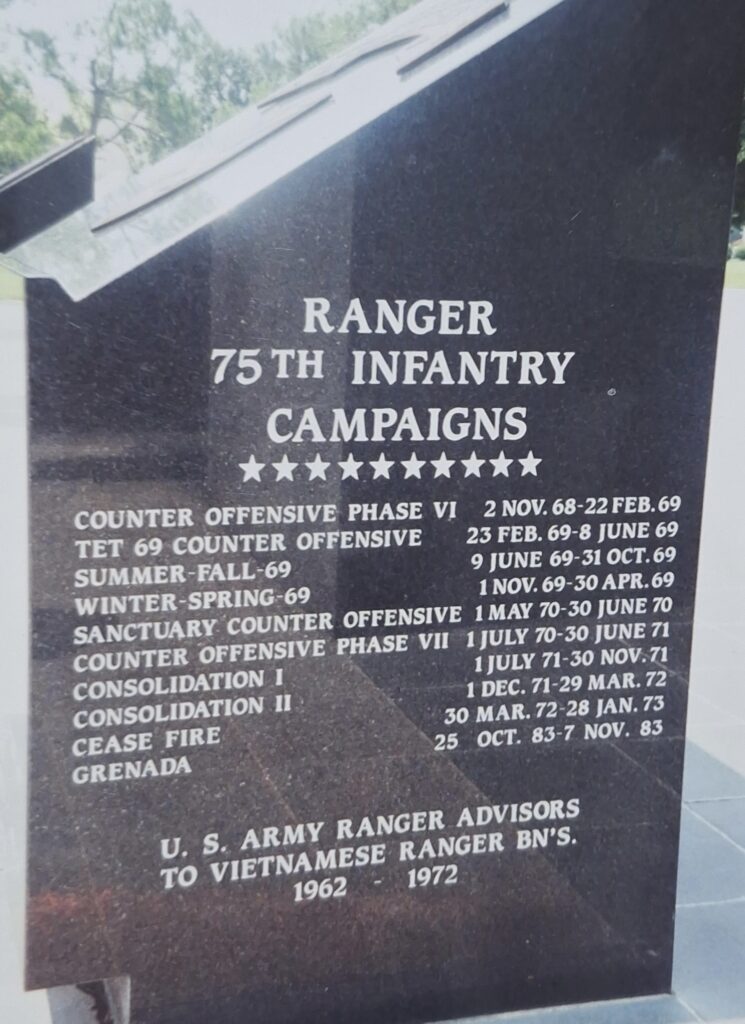 RANGER
75TH INFANTRY
CAMPAIGNS
COUNTER OFFENSIVE PHASE VI 2 NOV. 68-22 FEB. 69
TET 69 COUNTER OFFENSIVE 23 FEB. 69-8 JUNE 69
SUMMER-FALL-69 9 JUNE 69-31 OCT. 69
WINTER-SPRING-69 1 NOV. 69-30 APR. 69
SANCTUARY COUNTER OFFENSIVE 1 MAY 70-30 JUNE 70
COUNTER OFFENSIVE PHASE VII 1 JULY 70-30 JUNE 71
CONSOLIDATION I 1 JULY 71-30 NOV. 71
CONSOLIDATION II 1 DEC. 71-29 MAR. 72
CEASE FIRE 30 MAR. 72-28 JAN. 73
GRENADA 25 OCT. 83-7 NOV. 83
U. S. ARMY RANGER ADVISORS
TO VIETNAMESE RANGER BN'S.
1962 - 1972